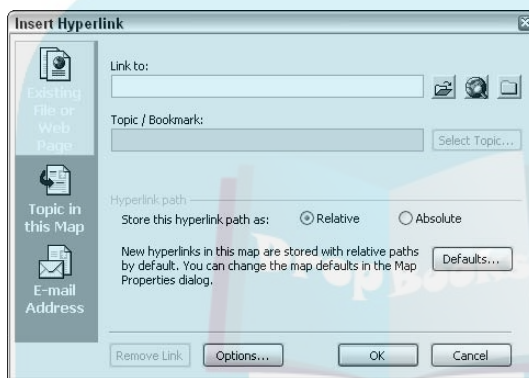 Insert Hyperlink
Existing
File or
Web
Page
Topic in
this Map
E-mail
Address
Link to:
Topic / Bookmark:
Select Topic...
Hyperlink path
Store this hyperlink path as:
Relative
Absolute
New hyperlinks in this map are stored with relative paths
by default. You can change the map defaults in the Map
Properties dialog.
Defaults...
Remove Link
Options...
OK
Cancel